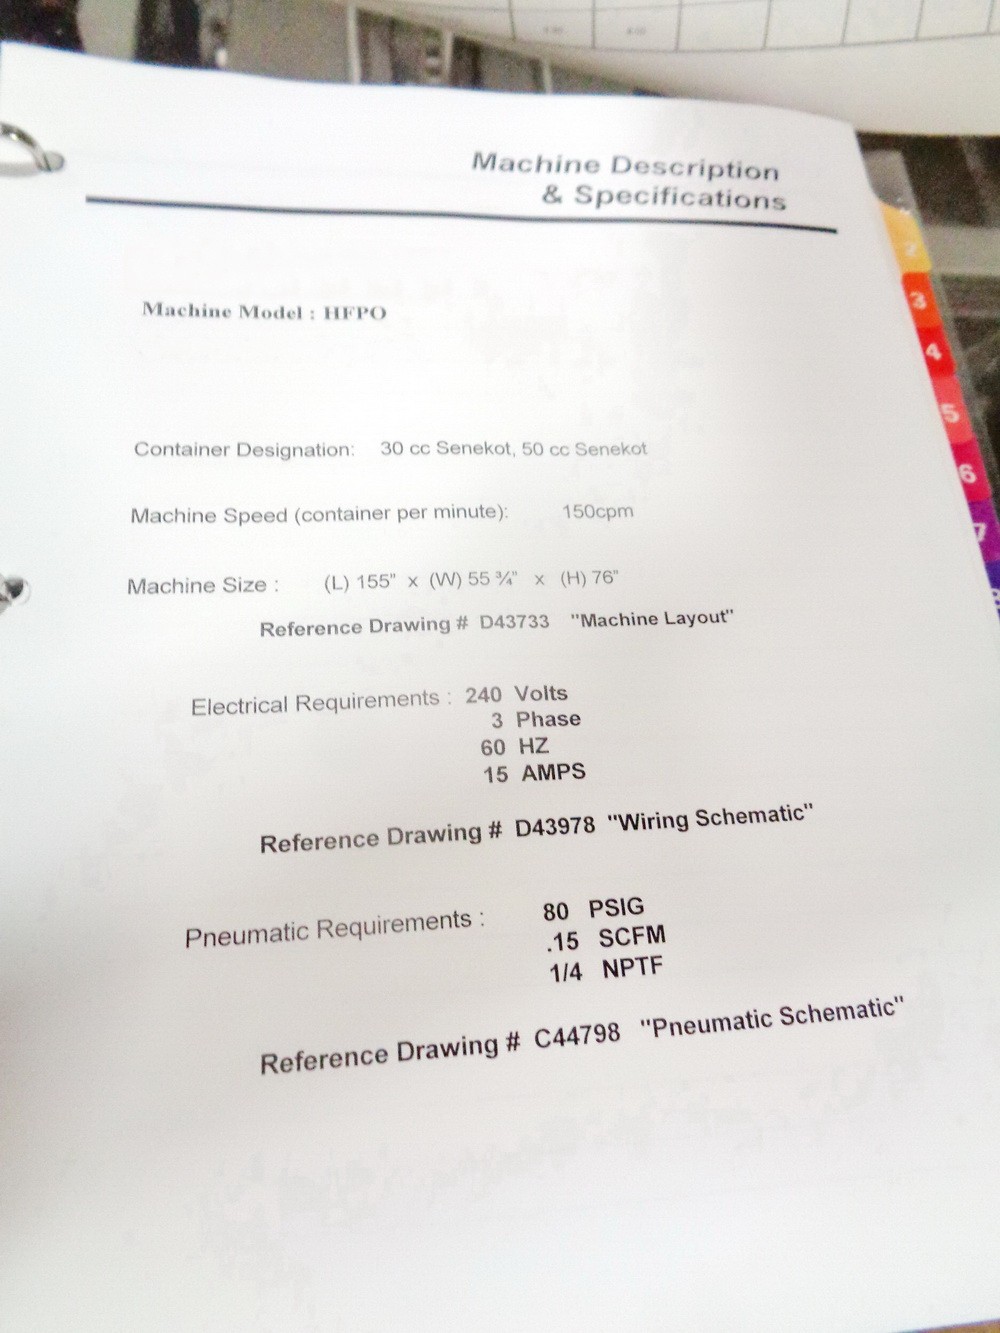 Machine Description
& Specifications
Machine Model : HFPO
Container Designation: 30 cc Senekot, 50 cc Senekot
Machine Speed (container per minute): 150cpm
Machine Size : (L) 155" x (W) 55 ¾" x (H) 76"
Reference Drawing # D43733 "Machine Layout"
Electrical Requirements : 240 Volts
3 Phase
60 HZ
15 AMPS
Reference Drawing # D43978 "Wiring Schematic"
Pneumatic Requirements : 80 PSIG
.15 SCFM
1/4 NPTF
Reference Drawing # C44798 "Pneumatic Schematic"
2
3
4
5
6
7